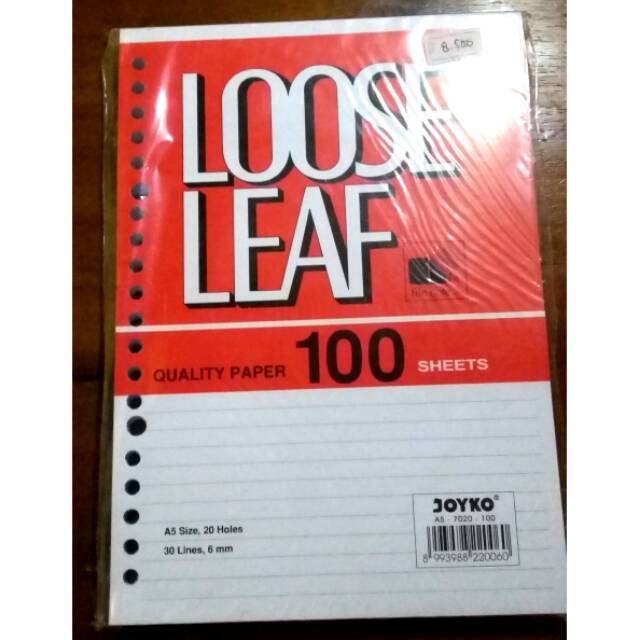 8.500
LOOSE
LEAF
QUALITY PAPER 100 SHEETS
A5 Size, 20 Holes
30 Lines, 6 mm
JOYKO®
A5 - 7020 - 100
8 993988 220060